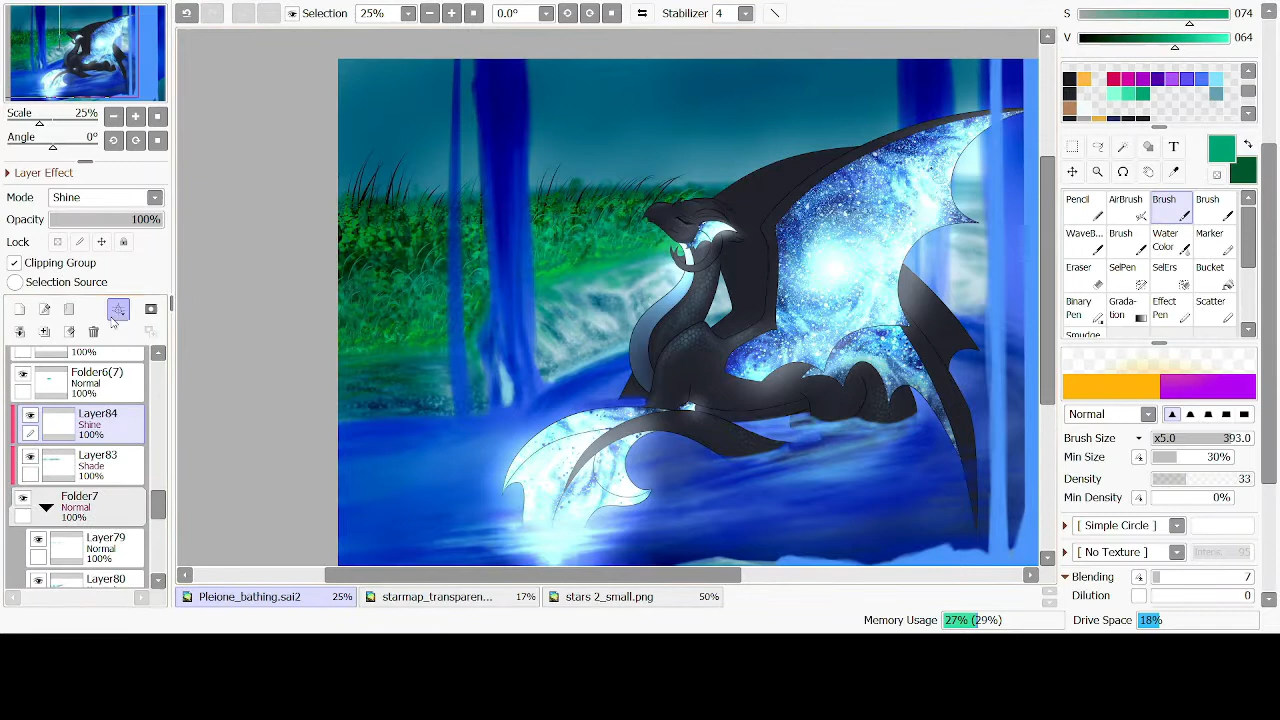 Selection 25% 0.0° Stabilizer 4
S 074
V 064
Scale 25%
Angle 0°
Layer Effect
Mode Shine
Opacity 100%
Lock
Clipping Group
Selection Source
100%
Folder6(7)
Normal
100%
Layer84
Shine
100%
Layer83
Shade
100%
Folder7
Normal
100%
Layer79
Normal
100%
Layer80
T
Pencil AirBrush Brush Brush
WaveB... Brush Water Color Marker
Eraser SelPen SelErs Bucket
Binary Pen Grada-tion Effect Pen Scatter
Smudge
Normal
Brush Size x5.0 393.0
Min Size 30%
Density 33
Min Density 0%
[ Simple Circle ]
[ No Texture ] 95
Blending 7
Dilution 0
Pleione_bathing.sai2 25% starmap_transparen... 17% stars 2_small.png 50%
Memory Usage 27% (29%) Drive Space 18%